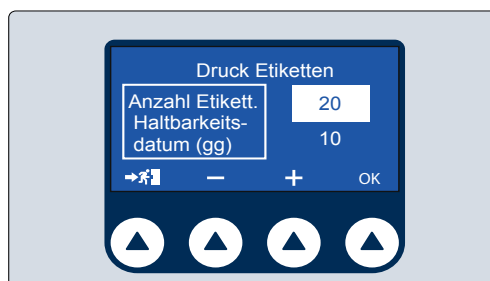 Druck Etiketten
Anzahl Etikett. 20
Haltbarkeits-
datum (gg) 10
− + OK